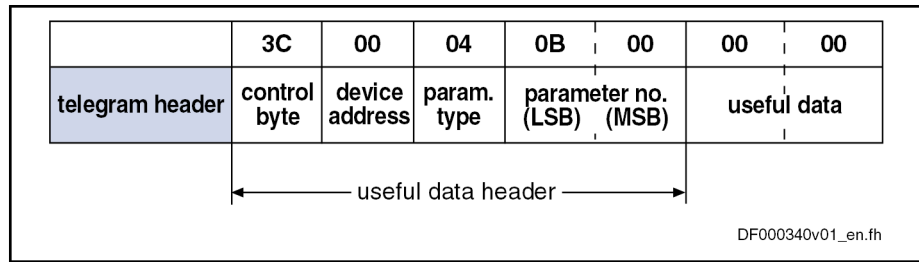 3C 00 04 0B 00 00 00
telegram header control byte device address param. type parameter no. (LSB) (MSB) useful data
useful data header
DF000340v01_en.fh